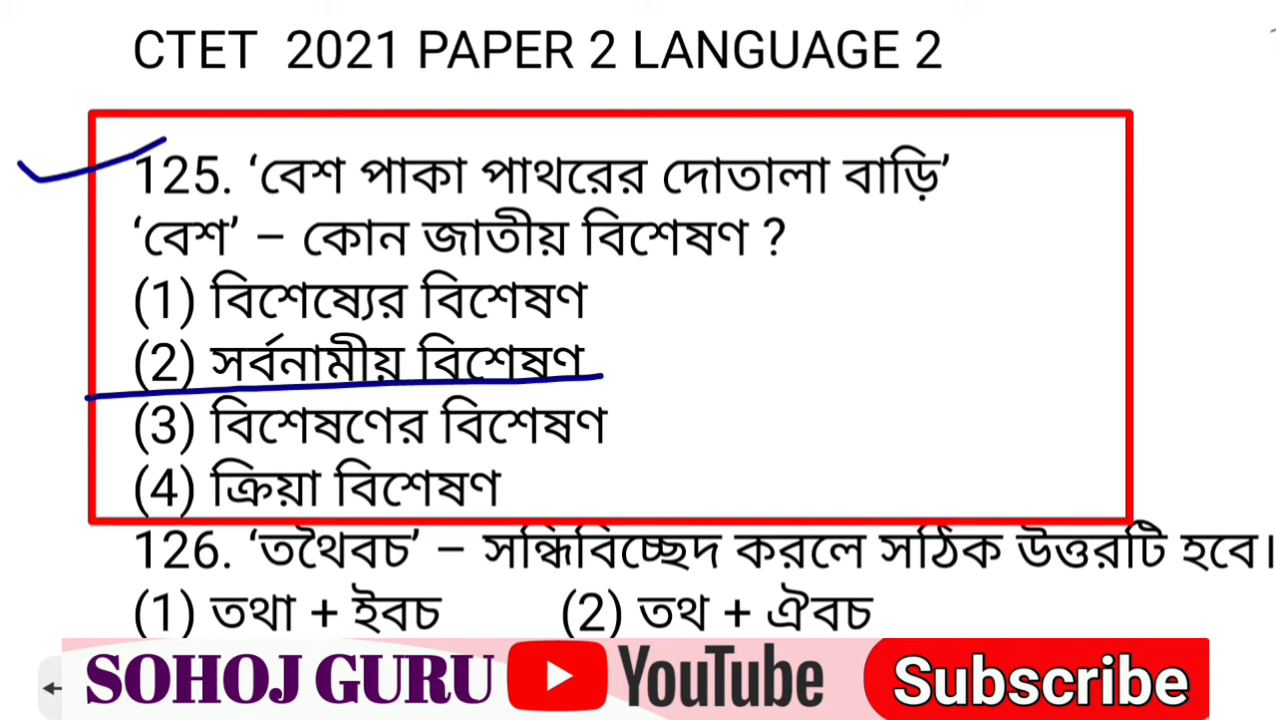 CTET 2021 PAPER 2 LANGUAGE 2
125. ‘বেশ পাকা পাথরের দোতালা বাড়ি’
‘বেশ’ – কোন জাতীয় বিশেষণ ?
(1) বিশেষ্যের বিশেষণ
(2) সর্বনামীয় বিশেষণ
(3) বিশেষণের বিশেষণ
(4) ক্রিয়া বিশেষণ
126. ‘তথৈবচ’ – সন্ধিবিচ্ছেদ করলে সঠিক উত্তরটি হবে।
(1) তথা + ইবচ (2) তথ + ঐবচ
SOHOJ GURU YouTube Subscribe